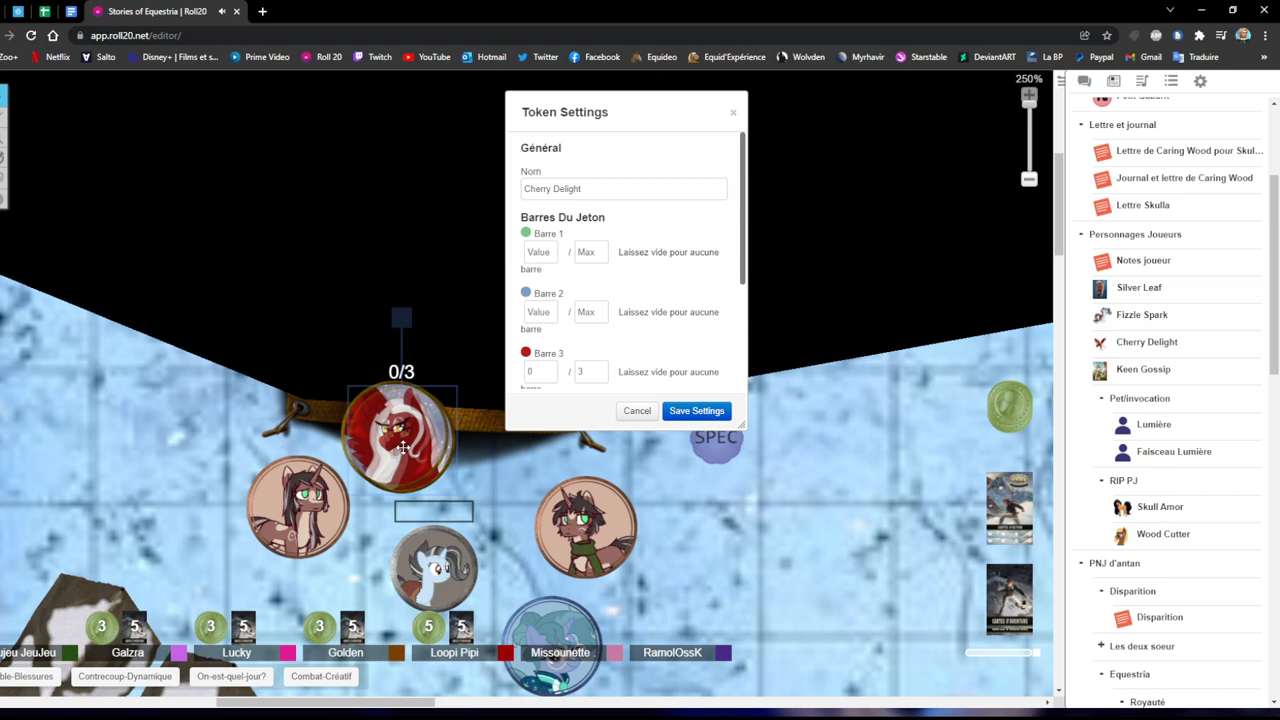 Stories of Equestria | Roll20
app.roll20.net/editor/
Zoo+ Netflix Salto Disney+ | Films et s... Prime Video Roll 20 Twitch YouTube Hotmail Twitter Facebook Equideo Equid'Expérience Wolvden Myrhavir Starstable DeviantART La BP Paypal Gmail Traduire »
250%
Token Settings
×
Général
Nom
Cherry Delight
Barres Du Jeton
Barre 1
Value / Max Laissez vide pour aucune
barre
Barre 2
Value / Max Laissez vide pour aucune
barre
Barre 3
0 / 3 Laissez vide pour aucune
barre
Cancel Save Settings
0/3
SPEC
3 5 3 5 3 5 5 5
ujeu JeuJeu Galzra Lucky Golden Loopi Pipi Missounette RamolOssK
ble-Blessures Contrecoup-Dynamique On-est-quel-jour? Combat-Créatif
Petit Gabarit
Lettre et journal
Lettre de Caring Wood pour Skul...
Journal et lettre de Caring Wood
Lettre Skulla
Personnages Joueurs
Notes joueur
Silver Leaf
Fizzle Spark
Cherry Delight
Keen Gossip
Pet/invocation
Lumière
Faisceau Lumière
RIP PJ
Skull Amor
Wood Cutter
PNJ d'antan
Disparition
Disparition
Les deux soeur
Equestria
Royauté